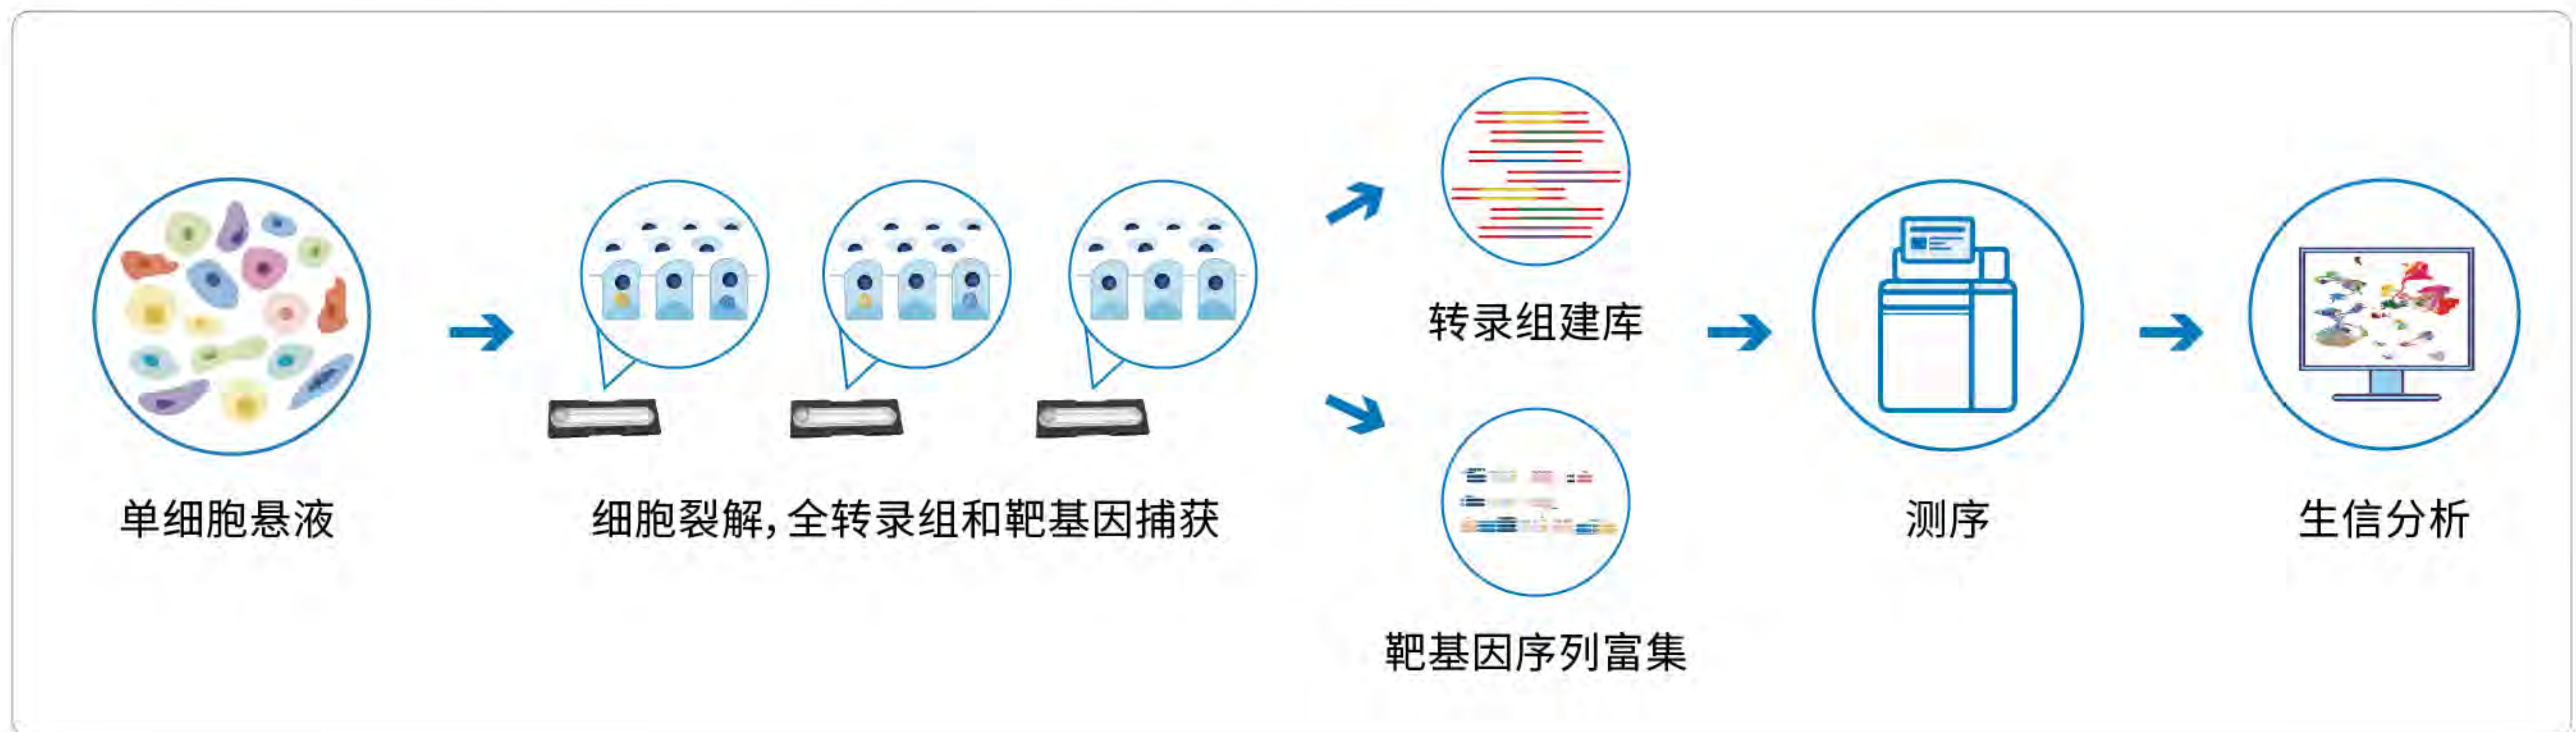 单细胞悬液
细胞裂解，全转录组和靶基因捕获
转录组建库
靶基因序列富集
测序
生信分析